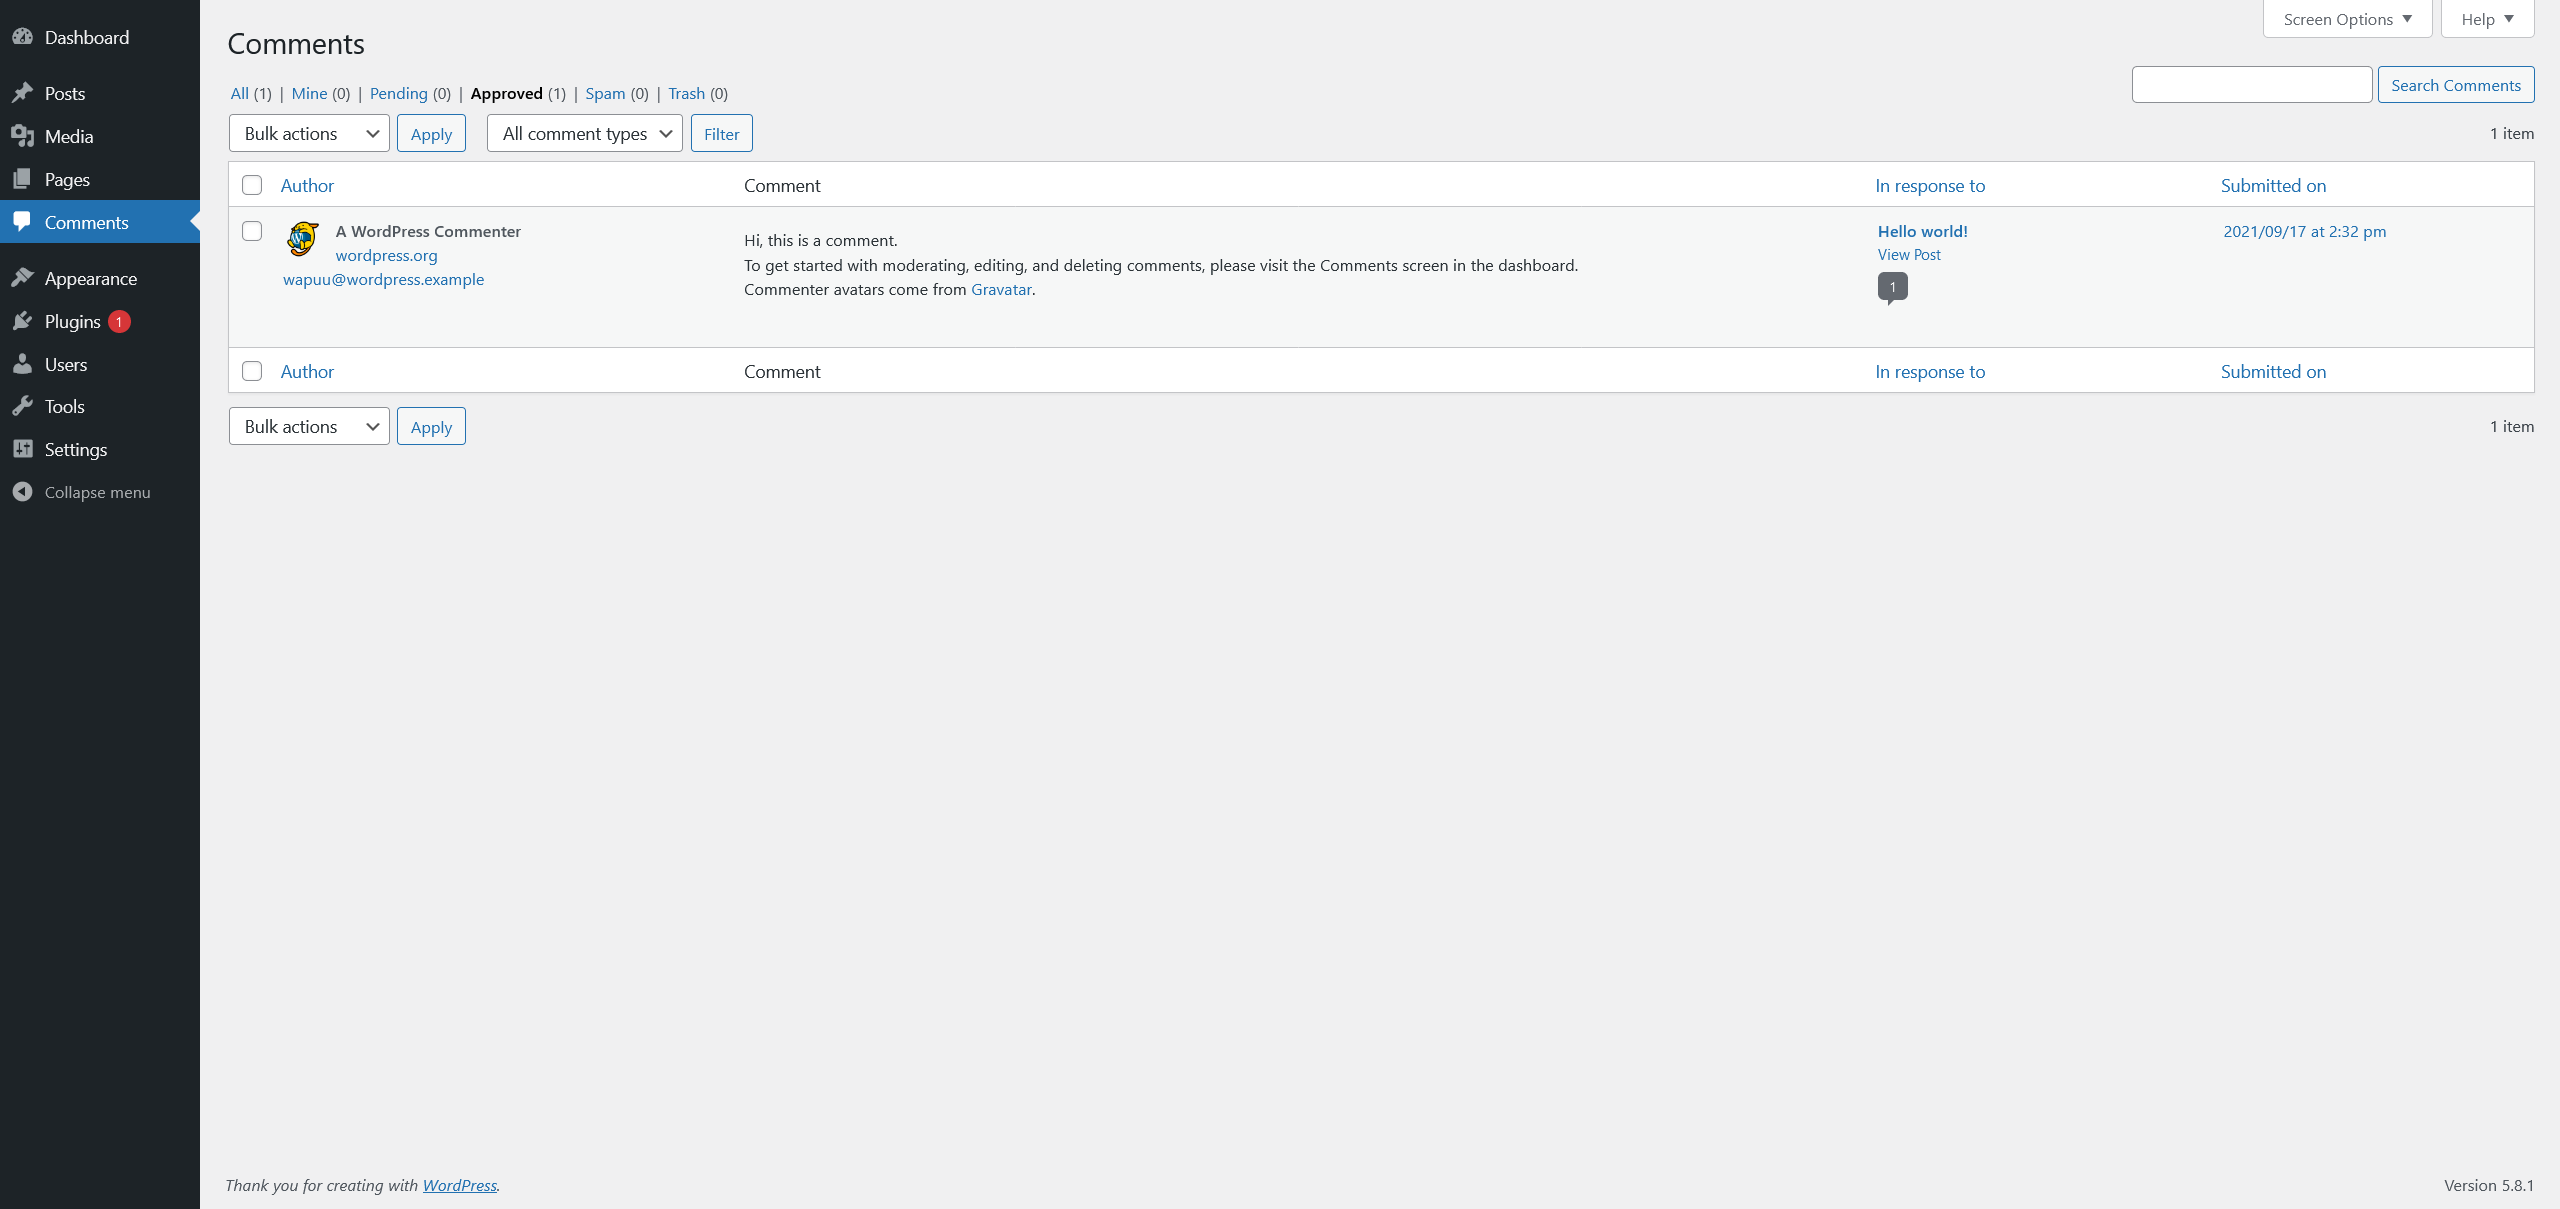 Dashboard
Posts
Media
Pages
Comments
Appearance
Plugins 1
Users
Tools
Settings
Collapse menu
Screen Options
Help
Comments
All (1) | Mine (0) | Pending (0) | Approved (1) | Spam (0) | Trash (0)
Search Comments
Bulk actions Apply All comment types Filter 1 item
Author Comment In response to Submitted on
A WordPress Commenter
wordpress.org
wapuu@wordpress.example
Hi, this is a comment.
To get started with moderating, editing, and deleting comments, please visit the Comments screen in the dashboard.
Commenter avatars come from Gravatar.
Hello world!
View Post
1
2021/09/17 at 2:32 pm
Author Comment In response to Submitted on
Bulk actions Apply 1 item
Thank you for creating with WordPress. Version 5.8.1